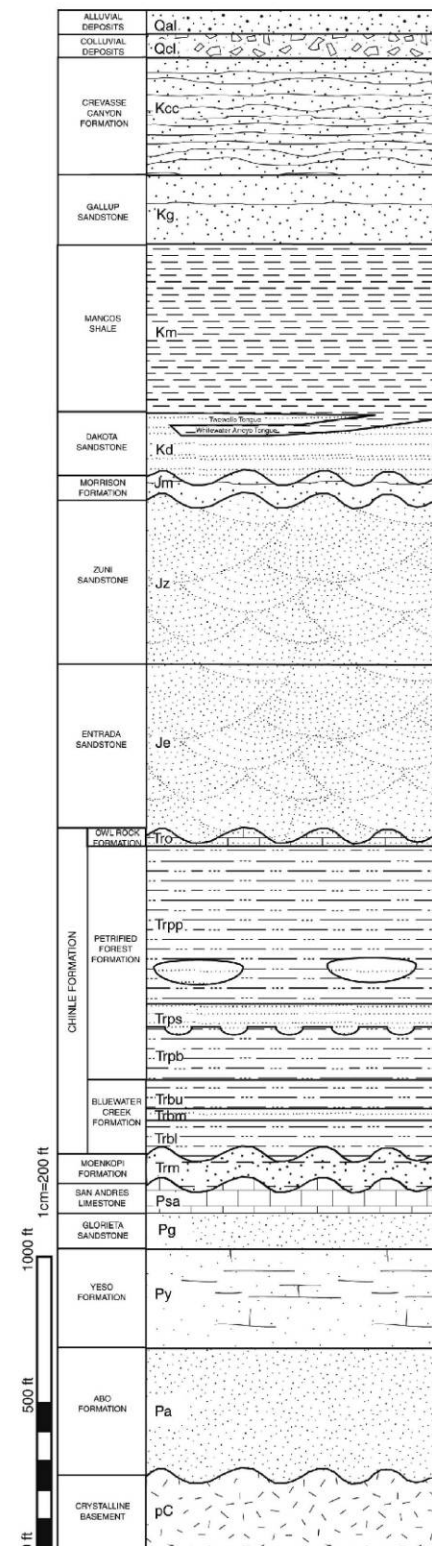 ALLUVIAL
DEPOSITS
Qal
COLLUVIAL
DEPOSITS
Qcl
CREVASSE
CANYON
FORMATION
Kcc
GALLUP
SANDSTONE
Kg
MANCOS
SHALE
Km
Twowells Tongue
Whitewater Arroyo Tongue
DAKOTA
SANDSTONE
Kd
MORRISON
FORMATION
Jm
ZUNI
SANDSTONE
Jz
ENTRADA
SANDSTONE
Je
CHINLE FORMATION
OWL ROCK
FORMATION
Tro
PETRIFIED
FOREST
FORMATION
Trpp
Trps
Trpb
BLUEWATER
CREEK
FORMATION
Trbu
Trbm
Trbl
MOENKOPI
FORMATION
Trm
SAN ANDRES
LIMESTONE
Psa
GLORIETA
SANDSTONE
Pg
YESO
FORMATION
Py
ABO
FORMATION
Pa
CRYSTALLINE
BASEMENT
pC
1cm=200 ft
1000 ft
500 ft
0 ft